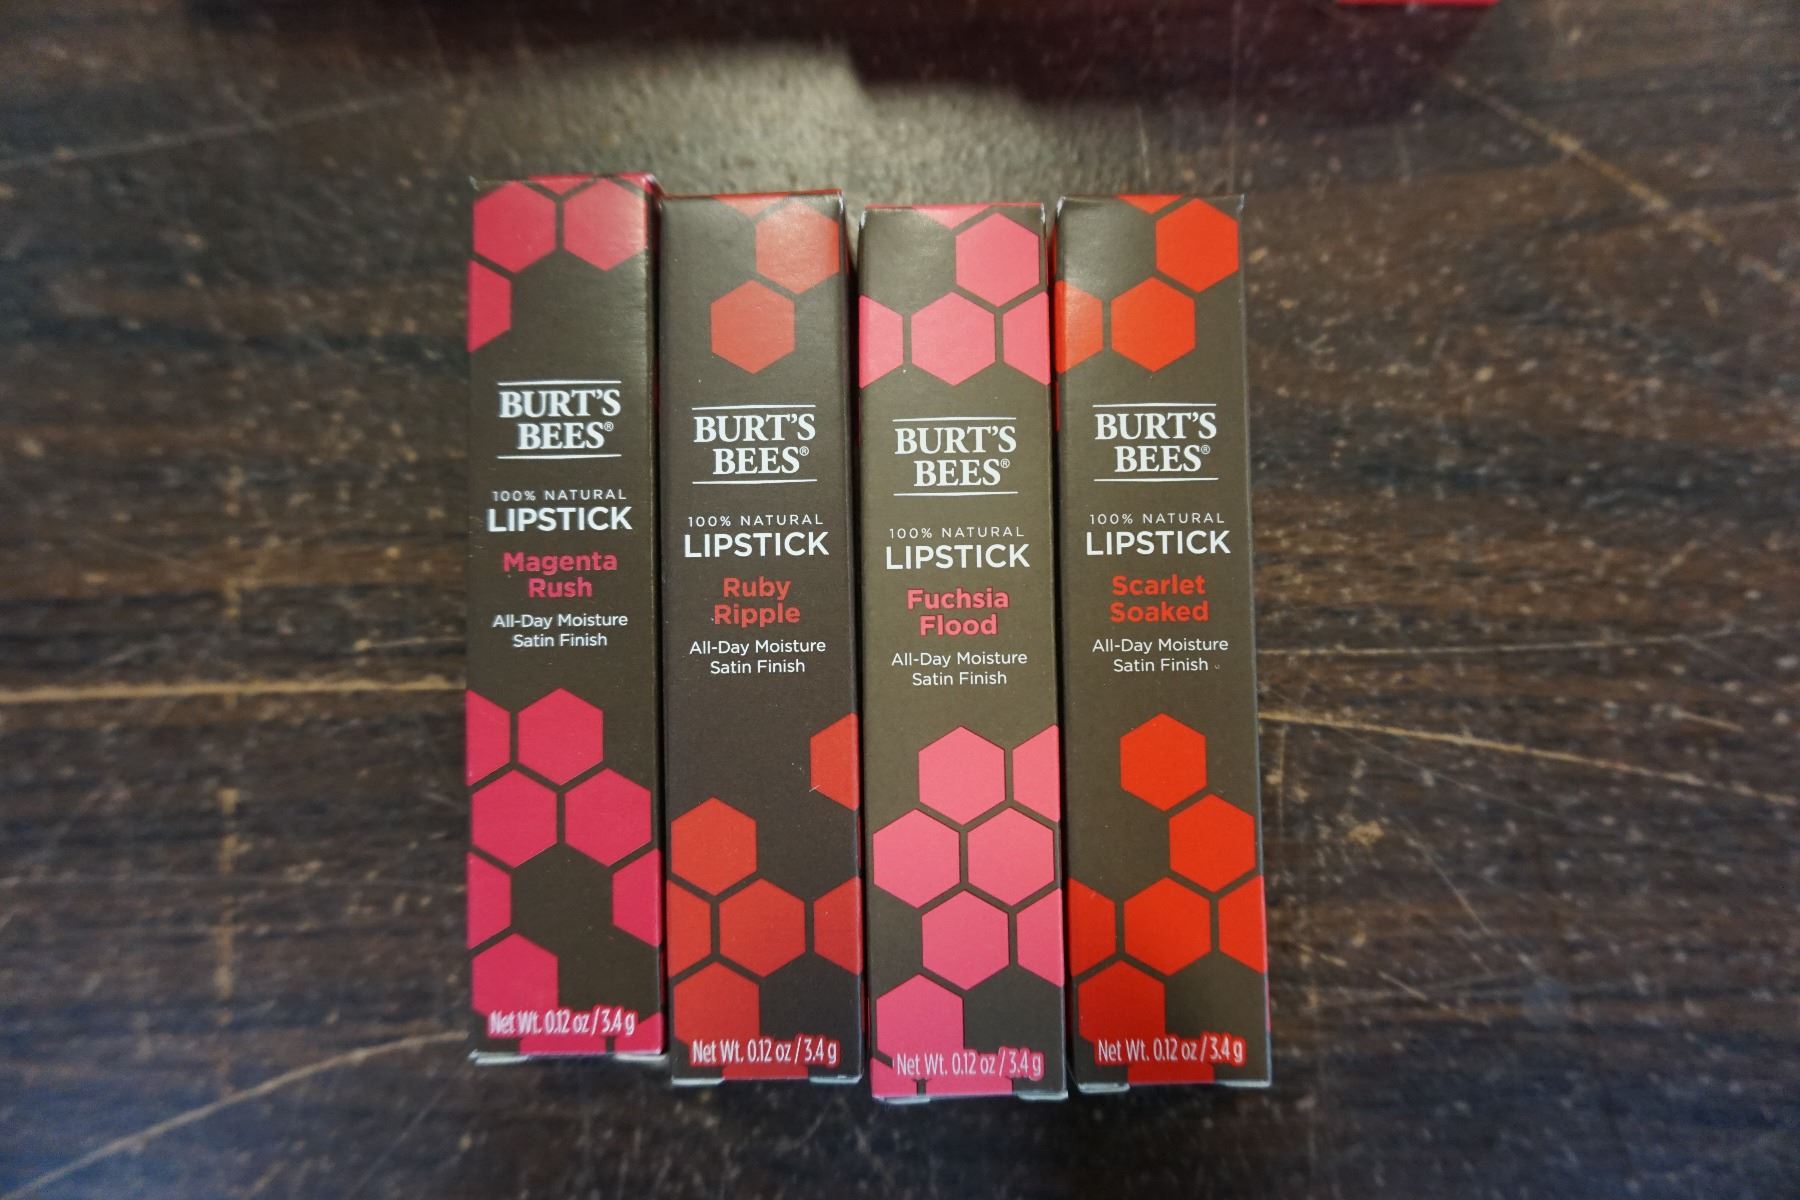 BURT'S
BEES®
100% NATURAL
LIPSTICK
Magenta
Rush
All-Day Moisture
Satin Finish
Net Wt. 0.12 oz / 3.4 g
BURT'S
BEES®
100% NATURAL
LIPSTICK
Ruby
Ripple
All-Day Moisture
Satin Finish
Net Wt. 0.12 oz / 3.4 g
BURT'S
BEES®
100% NATURAL
LIPSTICK
Fuchsia
Flood
All-Day Moisture
Satin Finish
Net Wt. 0.12 oz / 3.4 g
BURT'S
BEES®
100% NATURAL
LIPSTICK
Scarlet
Soaked
All-Day Moisture
Satin Finish
Net Wt. 0.12 oz / 3.4 g